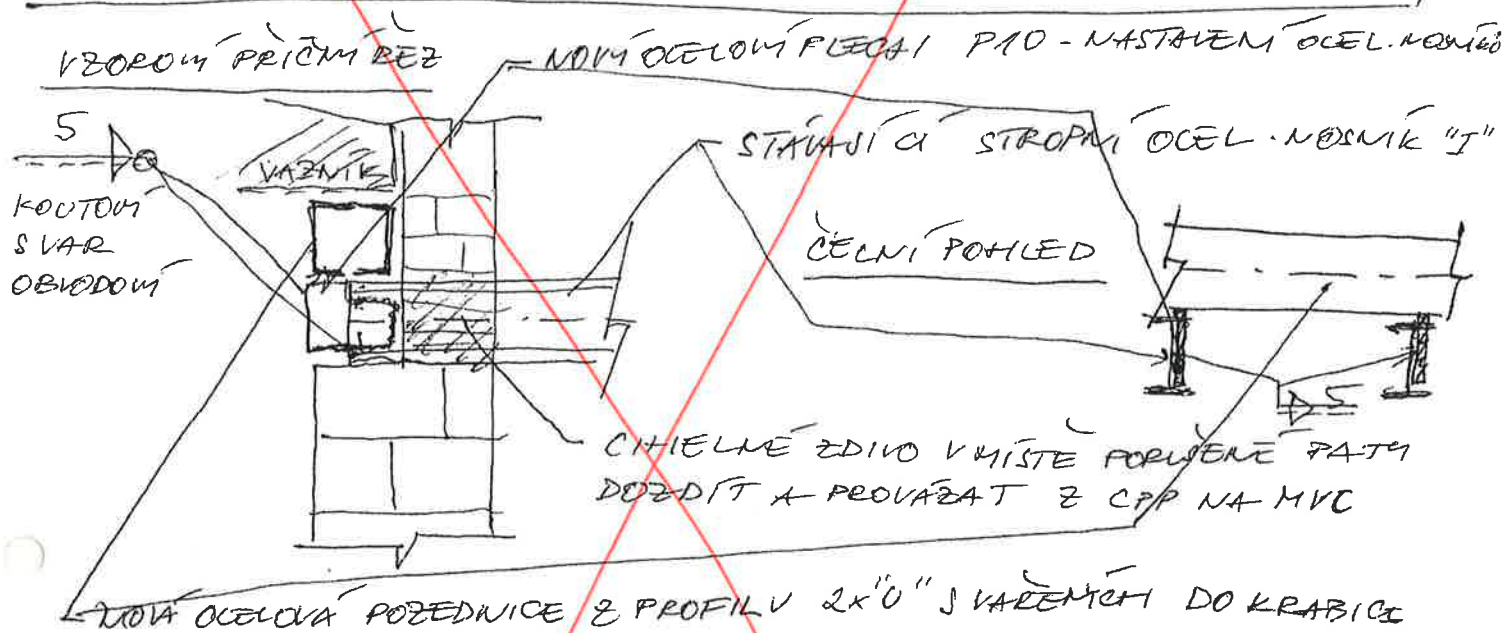 VZOROVÝ PŘÍČNÝ ŘEZ
NOVÝ OCELOVÝ PLECH P10 - NASTAVENÍ OCEL. NOSNÍKŮ
5
STÁVAJÍCÍ STROPNÍ OCEL. NOSNÍK "I"
VAZNÍK
KOUTOVÝ
SVAR
OBVODOVÝ
ČELNÍ POHLED
5
CIHELNÉ ZDIVO V MÍSTĚ PORUŠENÉ PATY
DOZDÍT A PROVÁZAT Z CPP NA MVC
NOVÁ OCELOVÁ POZEDNICE Z PROFILU 2x"U" SVAŘENÝCH DO KRABICE